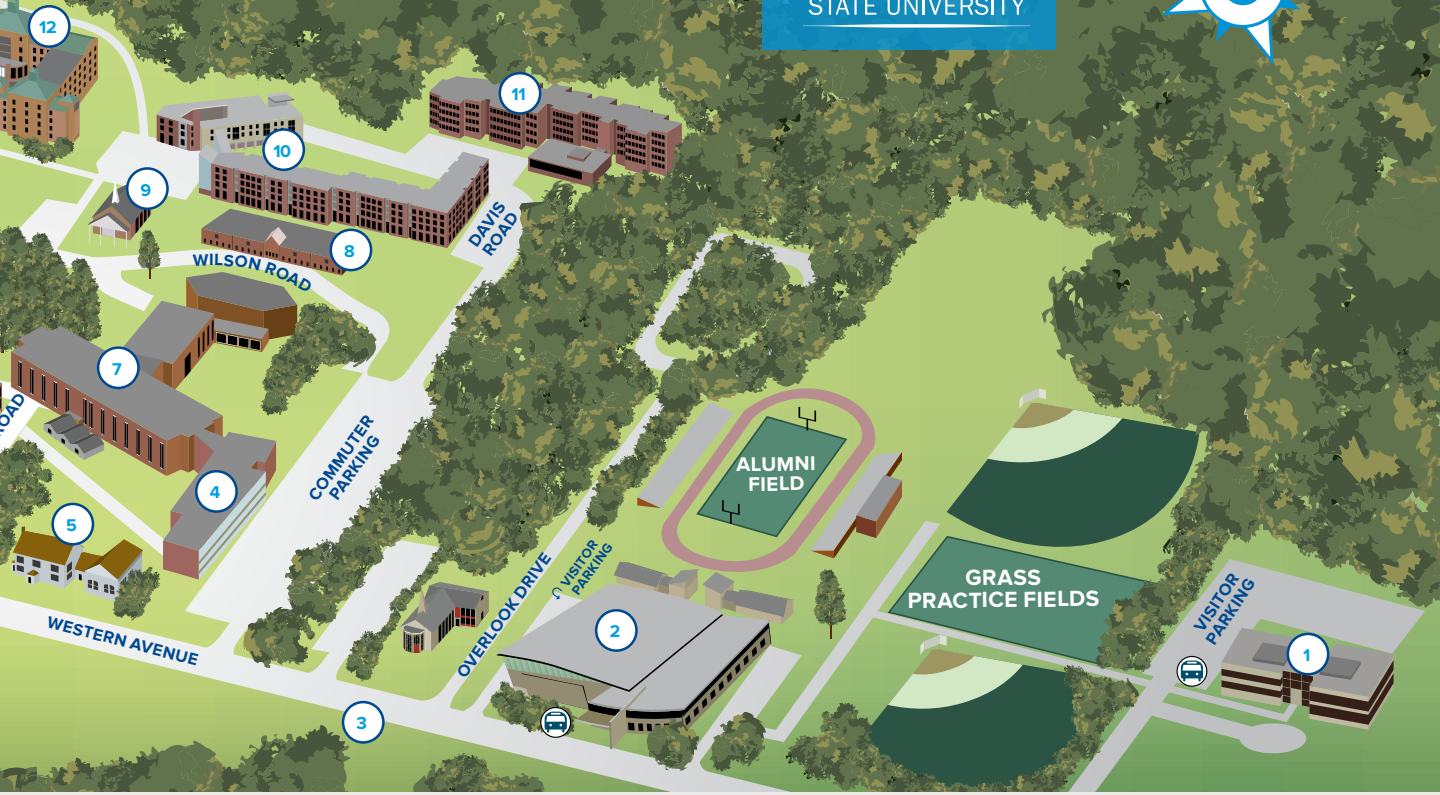 STATE UNIVERSITY
12
11
10
9
8
DAVIS
ROAD
WILSON ROAD
7
ROAD
COMMUTER
PARKING
ALUMNI
FIELD
4
5
VISITOR
PARKING
OVERLOOK DRIVE
GRASS
PRACTICE FIELDS
VISITOR
PARKING
2
1
WESTERN AVENUE
3